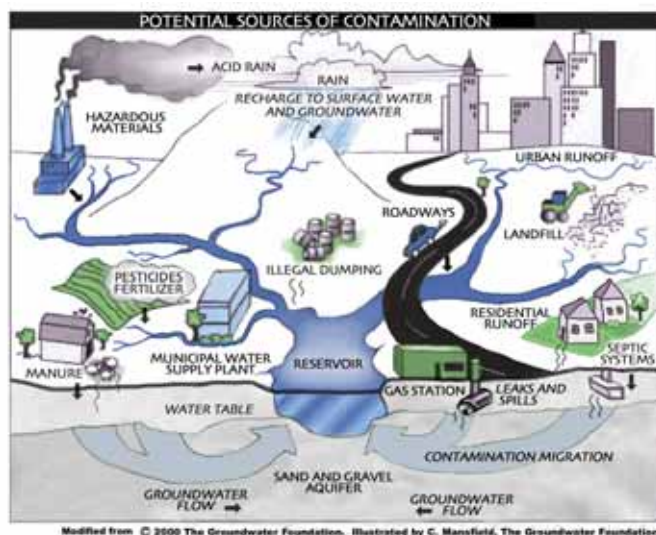 POTENTIAL SOURCES OF CONTAMINATION
ACID RAIN
RAIN
RECHARGE TO SURFACE WATER
AND GROUNDWATER
HAZARDOUS
MATERIALS
URBAN RUNOFF
ROADWAYS
LANDFILL
ILLEGAL DUMPING
PESTICIDES
FERTILIZER
RESIDENTIAL
RUNOFF
MUNICIPAL WATER
SUPPLY PLANT
RESERVOIR
SEPTIC
SYSTEMS
MANURE
GAS STATION
LEAKS AND
SPILLS
WATER TABLE
CONTAMINATION MIGRATION
SAND AND GRAVEL
AQUIFER
GROUNDWATER
FLOW
GROUNDWATER
FLOW
Modified from © 2000 The Groundwater Foundation. Illustrated by C. Mansfield, The Groundwater Foundation